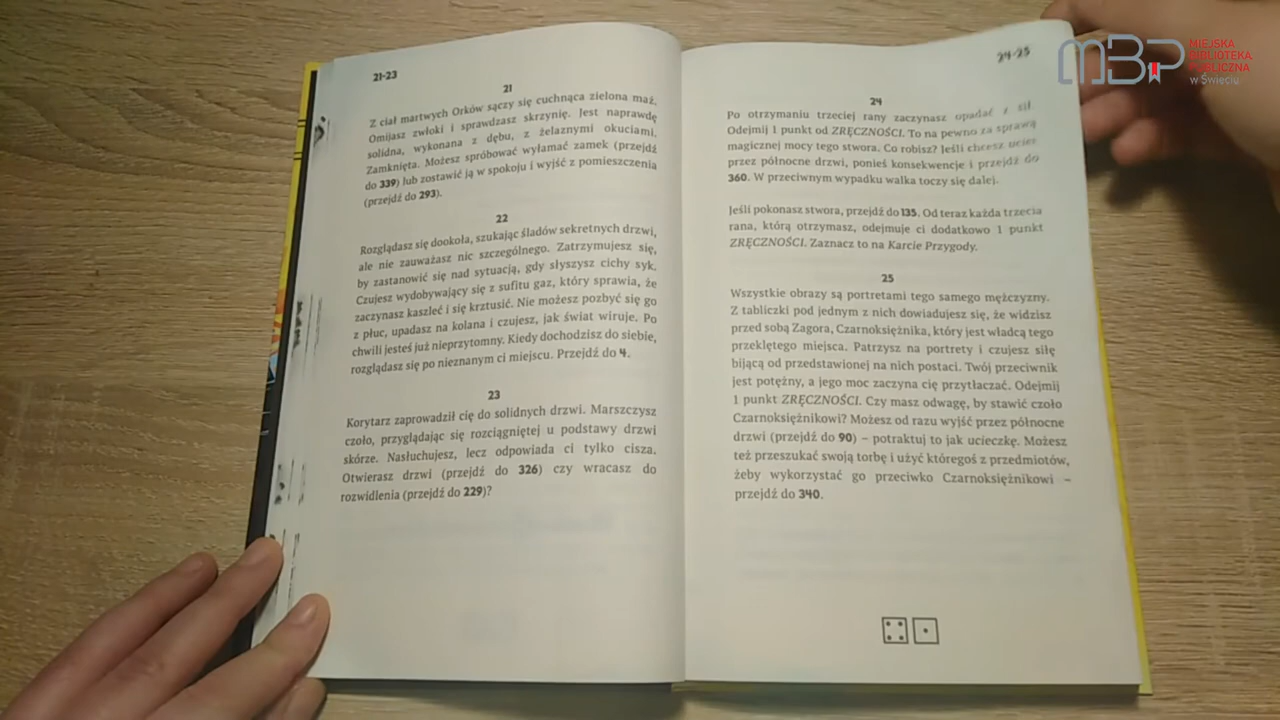 21-23
21
Z ciał martwych Orków sączy się cuchnąca zielona maź.
Omijasz zwłoki i sprawdzasz skrzynię. Jest naprawdę
solidna, wykonana z dębu, z żelaznymi okuciami.
Zamknięta. Możesz spróbować wyłamać zamek (przejdź
do 339) lub zostawić ją w spokoju i wyjść z pomieszczenia
(przejdź do 293).
22
Rozglądasz się dookoła, szukając śladów sekretnych drzwi,
ale nie zauważasz nic szczególnego. Zatrzymujesz się,
by zastanowić się nad sytuacją, gdy słyszysz cichy syk.
Czujesz wydobywający się z sufitu gaz, który sprawia, że
zaczynasz kaszleć i się krztusić. Nie możesz pozbyć się go
z płuc, upadasz na kolana i czujesz, jak świat wiruje. Po
chwili jesteś już nieprzytomny. Kiedy dochodzisz do siebie,
rozglądasz się po nieznanym ci miejscu. Przejdź do 4.
23
Korytarz zaprowadził cię do solidnych drzwi. Marszczysz
czoło, przyglądając się rozciągniętej u podstawy drzwi
skórze. Nasłuchujesz, lecz odpowiada ci tylko cisza.
Otwierasz drzwi (przejdź do 326) czy wracasz do
rozwidlenia (przejdź do 229)?
24-25
24
Po otrzymaniu trzeciej rany zaczynasz opadać z sił.
Odejmij 1 punkt od ZRĘCZNOŚCI. To na pewno za sprawą
magicznej mocy tego stwora. Co robisz? Jeśli chcesz uciec
przez północne drzwi, ponieś konsekwencje i przejdź do
360. W przeciwnym wypadku walka toczy się dalej.
Jeśli pokonasz stwora, przejdź do 135. Od teraz każda trzecia
rana, którą otrzymasz, odejmuje ci dodatkowo 1 punkt
ZRĘCZNOŚCI. Zaznacz to na Karcie Przygody.
25
Wszystkie obrazy są portretami tego samego mężczyzny.
Z tabliczki pod jednym z nich dowiadujesz się, że widzisz
przed sobą Zagora, Czarnoksiężnika, który jest władcą tego
przeklętego miejsca. Patrzysz na portrety i czujesz siłę
bijącą od przedstawionej na nich postaci. Twój przeciwnik
jest potężny, a jego moc zaczyna cię przytłaczać. Odejmij
1 punkt ZRĘCZNOŚCI. Czy masz odwagę, by stawić czoło
Czarnoksiężnikowi? Możesz od razu wyjść przez północne
drzwi (przejdź do 90) – potraktuj to jak ucieczkę. Możesz
też przeszukać swoją torbę i użyć któregoś z przedmiotów,
żeby wykorzystać go przeciwko Czarnoksiężnikowi –
przejdź do 340.
MBP
MIEJSKA
BIBLIOTEKA
PUBLICZNA
w Świeciu